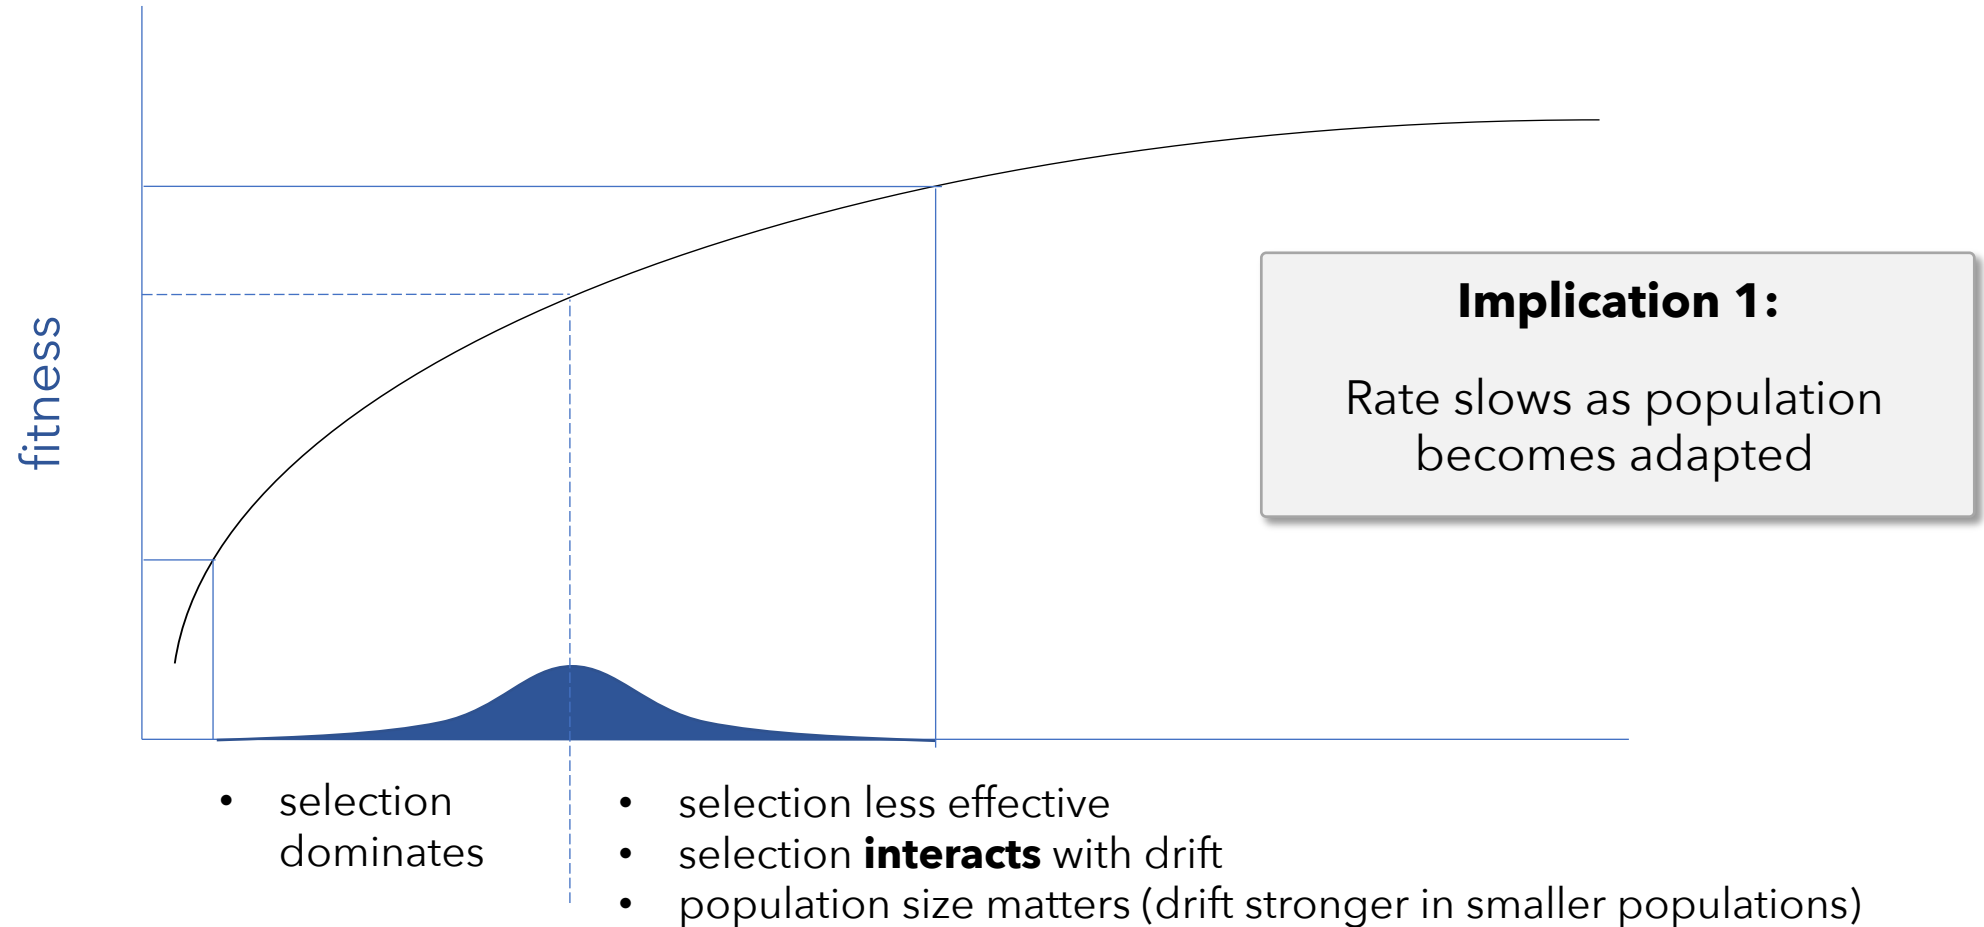 fitness
Implication 1:
Rate slows as population
becomes adapted
• selection
dominates
• selection less effective
• selection interacts with drift
• population size matters (drift stronger in smaller populations)